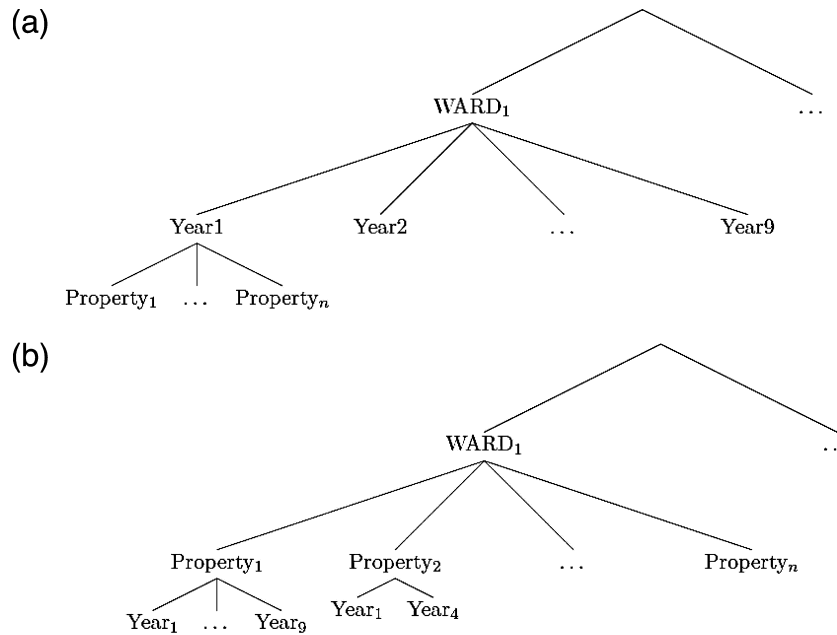 (a)
WARD₁ ...
Year1 Year2 ... Year9
Property₁ ... Propertyₙ
(b)
WARD₁ ...
Property₁ Property₂ ... Propertyₙ
Year₁ ... Year₉ Year₁ Year₄